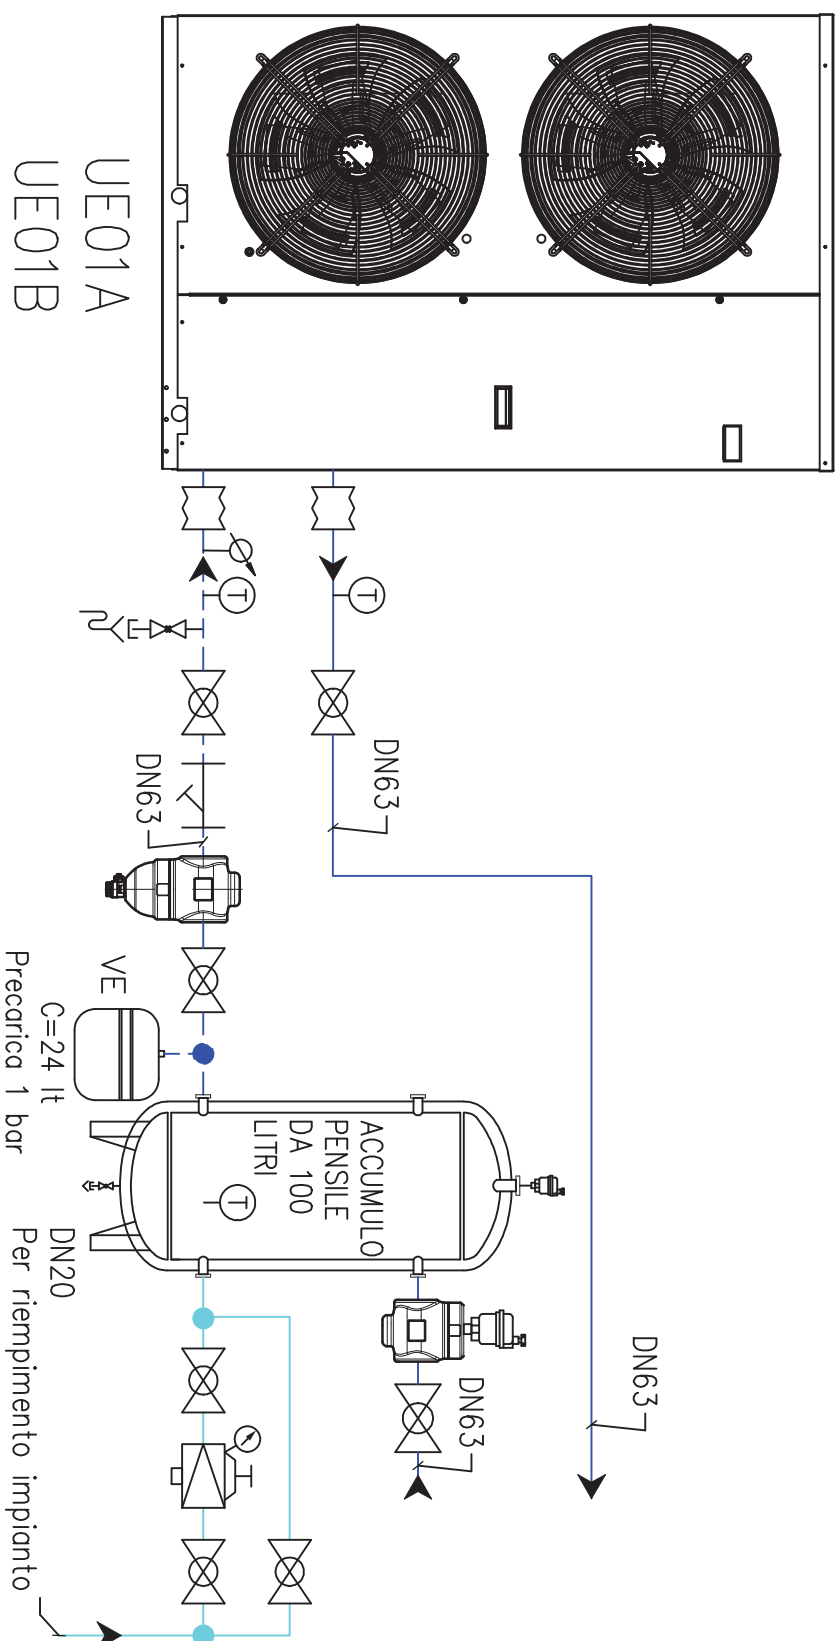 UE01A
UE01B
T
T
DN63
DN63
VE
C=24 lt
Precarica 1 bar
ACCUMULO
PENSILE
DA 100
LITRI
T
DN63
DN63
DN20
Per riempimento impianto